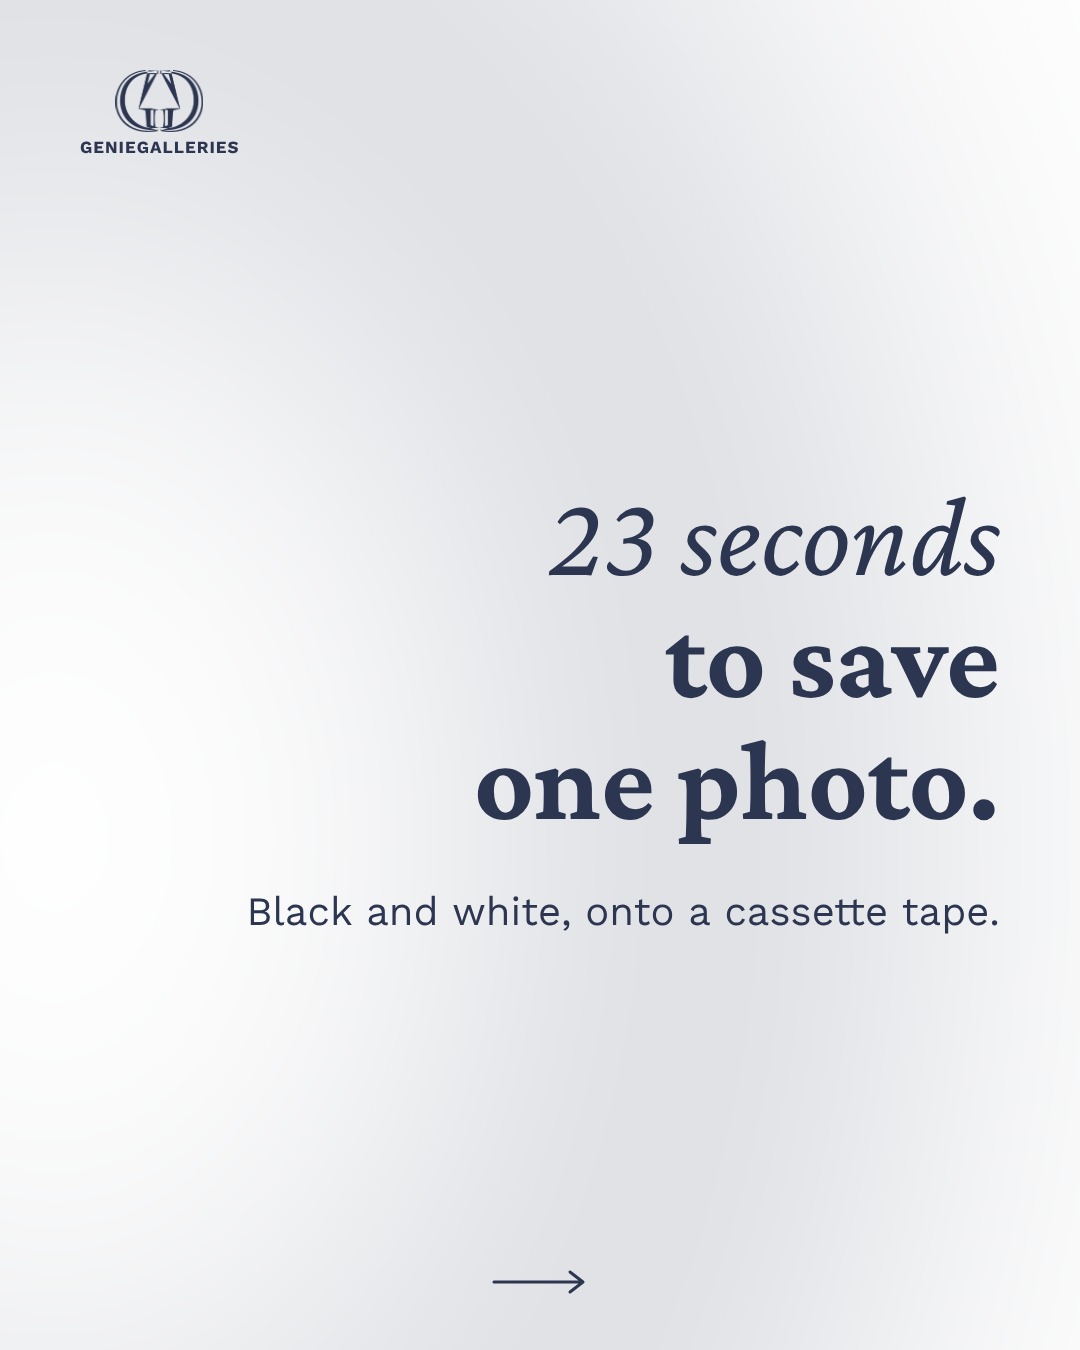 GENIEGALLERIES
23 seconds
to save
one photo.
Black and white, onto a cassette tape.